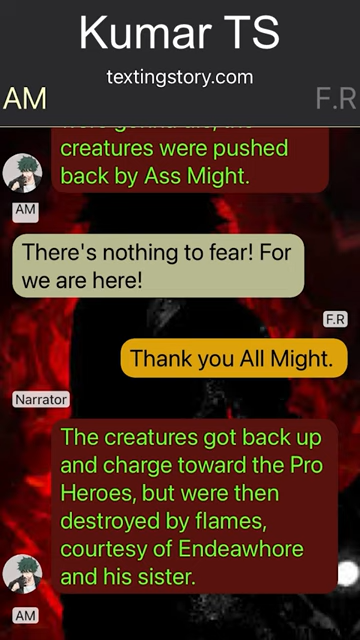 Kumar TS
textingstory.com
AM
F.R
creatures were pushed
back by Ass Might.
AM
There's nothing to fear! For
we are here!
F.R
Thank you All Might.
Narrator
The creatures got back up
and charge toward the Pro
Heroes, but were then
destroyed by flames,
courtesy of Endeawhore
and his sister.
AM